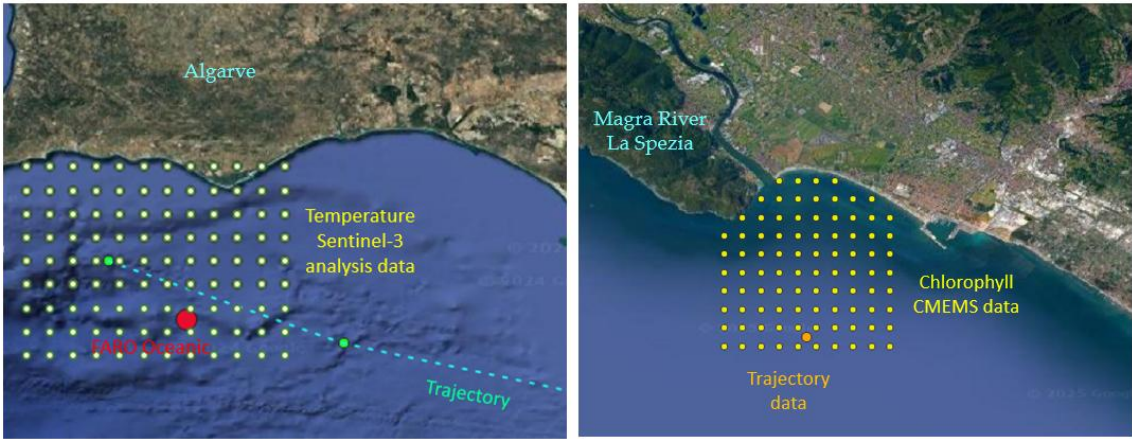 Algarve
Temperature
Sentinel-3
analysis data
FARO Oceanic
Trajectory
Magra River
La Spezia
Chlorophyll
CMEMS data
Trajectory
data